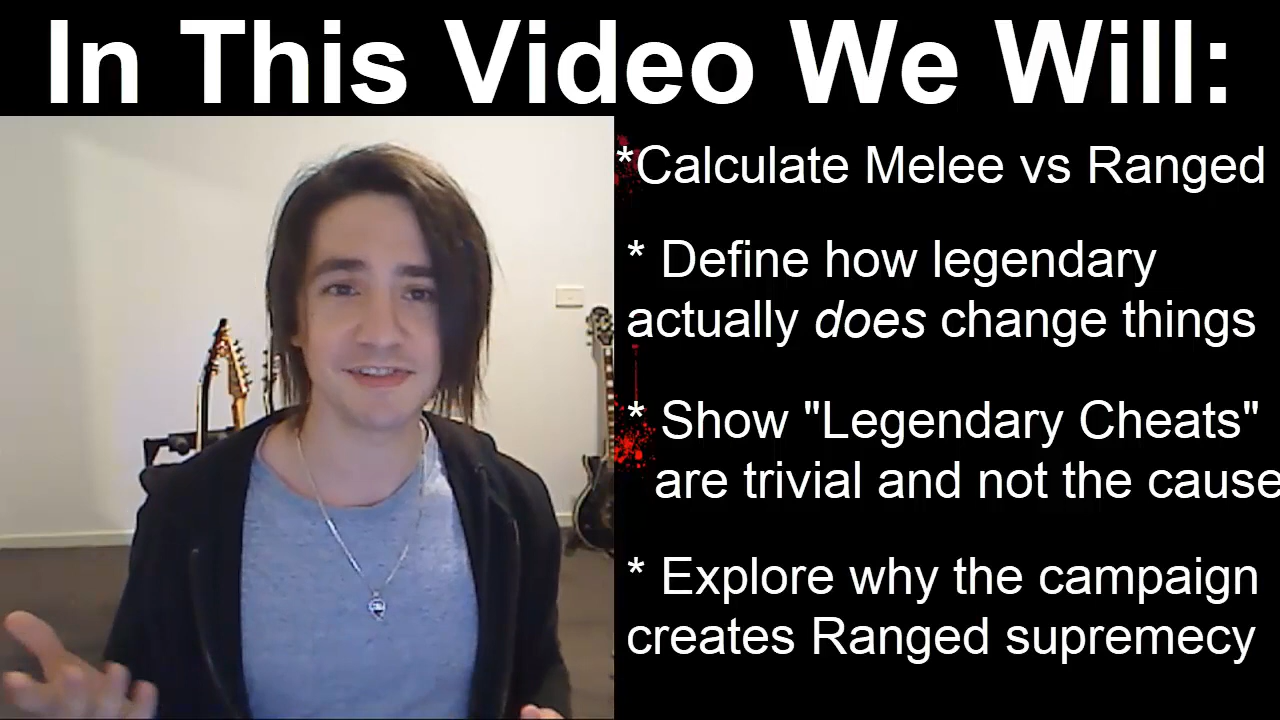 In This Video We Will:
*Calculate Melee vs Ranged
* Define how legendary
actually does change things
* Show "Legendary Cheats"
are trivial and not the cause
* Explore why the campaign
creates Ranged supremecy